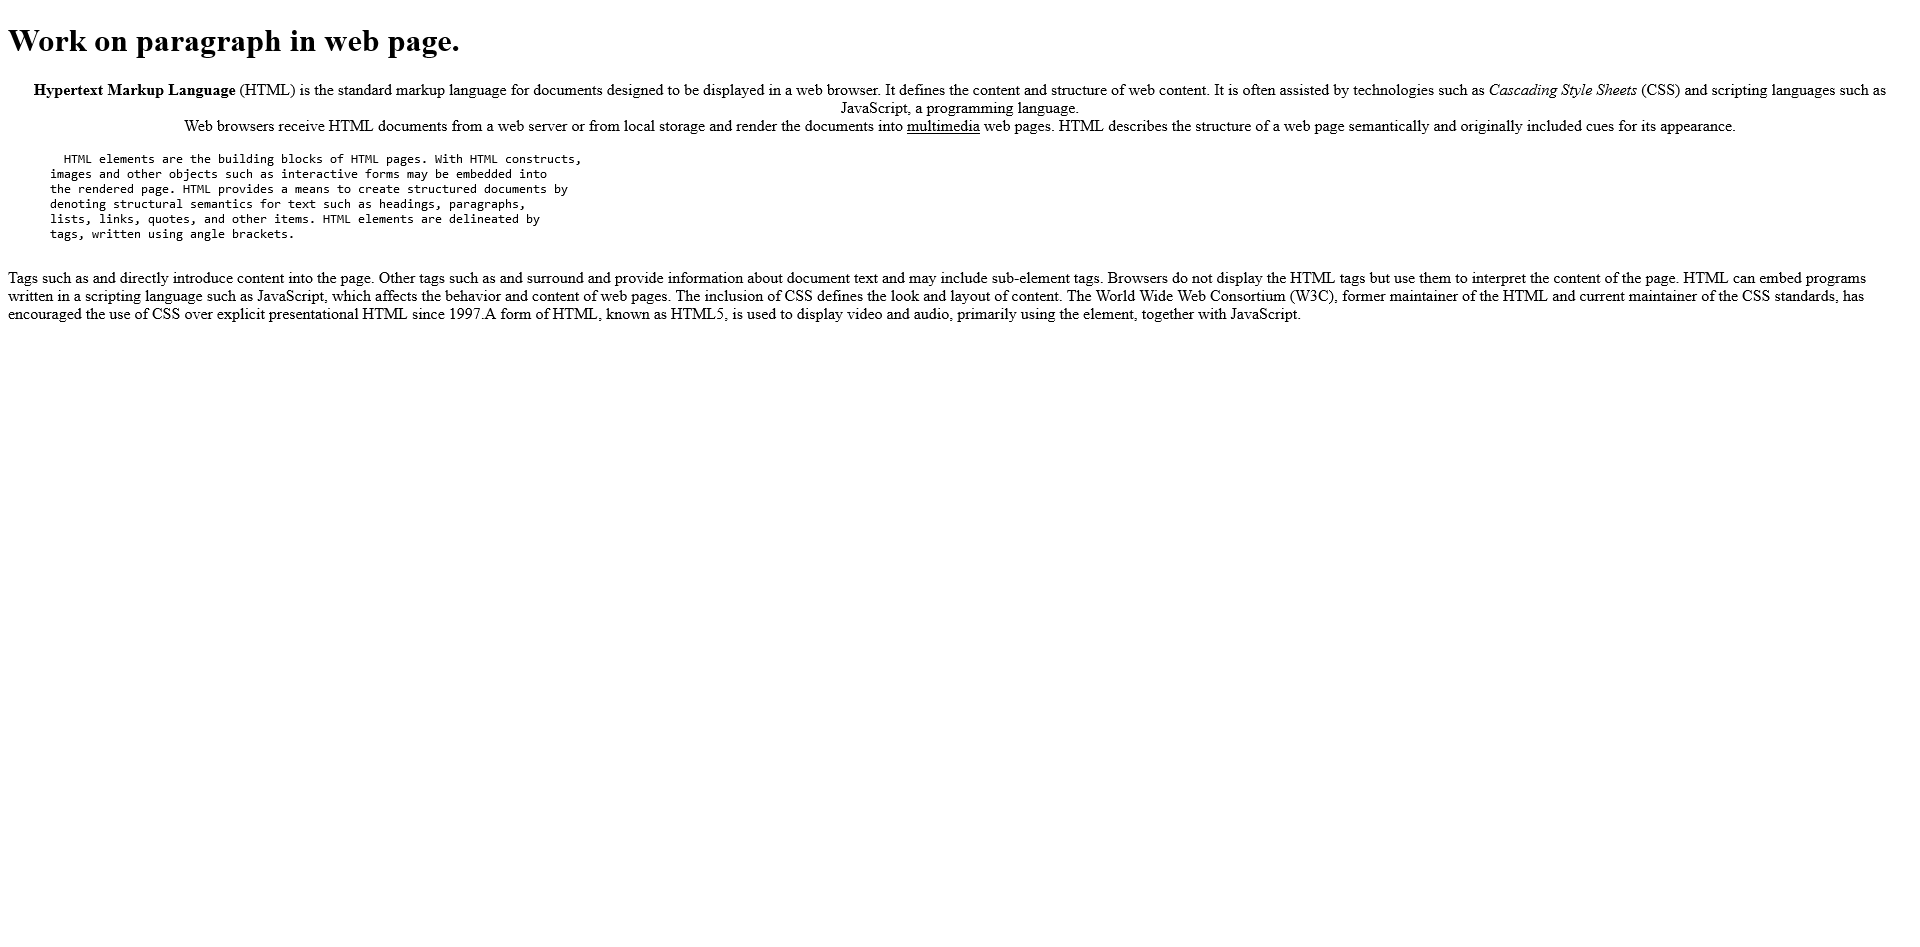 Work on paragraph in web page.
Hypertext Markup Language (HTML) is the standard markup language for documents designed to be displayed in a web browser. It defines the content and structure of web content. It is often assisted by technologies such as Cascading Style Sheets (CSS) and scripting languages such as
JavaScript, a programming language.
Web browsers receive HTML documents from a web server or from local storage and render the documents into multimedia web pages. HTML describes the structure of a web page semantically and originally included cues for its appearance.
HTML elements are the building blocks of HTML pages. With HTML constructs,
images and other objects such as interactive forms may be embedded into
the rendered page. HTML provides a means to create structured documents by
denoting structural semantics for text such as headings, paragraphs,
lists, links, quotes, and other items. HTML elements are delineated by
tags, written using angle brackets.
Tags such as and directly introduce content into the page. Other tags such as and surround and provide information about document text and may include sub-element tags. Browsers do not display the HTML tags but use them to interpret the content of the page. HTML can embed programs
written in a scripting language such as JavaScript, which affects the behavior and content of web pages. The inclusion of CSS defines the look and layout of content. The World Wide Web Consortium (W3C), former maintainer of the HTML and current maintainer of the CSS standards, has
encouraged the use of CSS over explicit presentational HTML since 1997.A form of HTML, known as HTML5, is used to display video and audio, primarily using the element, together with JavaScript.